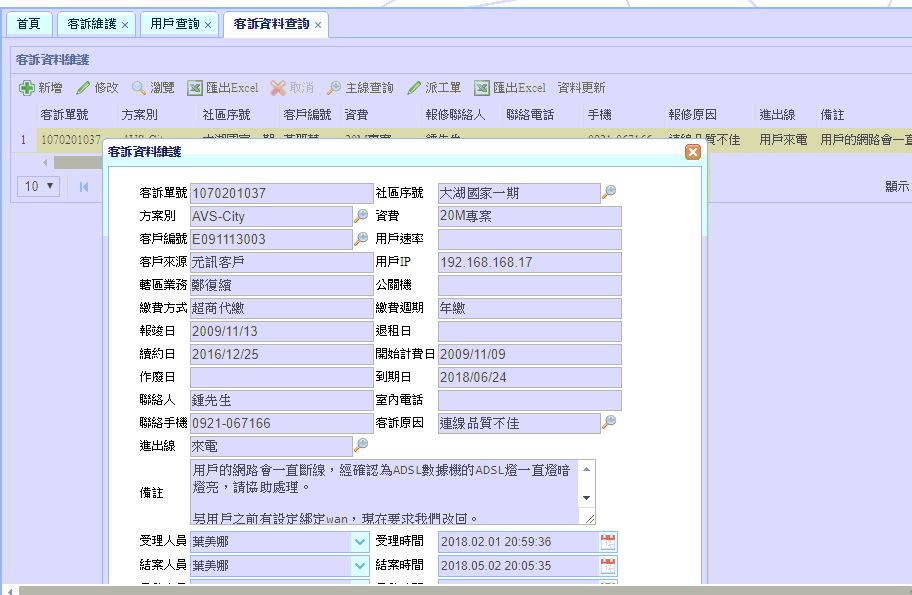 首頁 客訴維護 × 用戶查詢 × 客訴資料查詢 ×
客訴資料維護
新增 修改 瀏覽 匯出Excel 取消 主線查詢 派工單 匯出Excel 資料更新
客訴單號 方案別 社區序號 客戶編號 資費 報修聯絡人 聯絡電話 手機 報修原因 進出線 備註
1 1070201037 用戶來電 用戶的網路會一直
客訴資料維護
10 顯示
客訴單號 1070201037 社區序號 大湖國家一期
方案別 AVS-City 資費 20M專案
客戶編號 E091113003 用戶速率
客戶來源 元訊客戶 用戶IP 192.168.168.17
轄區業務 鄭復繽 公關機
繳費方式 超商代繳 繳費週期 年繳
報竣日 2009/11/13 退租日
續約日 2016/12/25 開始計費日 2009/11/09
作廢日 到期日 2018/06/24
聯絡人 鍾先生 室內電話
聯絡手機 0921-067166 客訴原因 連線品質不佳
進出線 來電
備註 用戶的網路會一直斷線，經確認為ADSL數據機的ADSL燈一直燈暗
燈亮，請協助處理。
另用戶之前有設定綁定wan，現在要求我們改回。
受理人員 葉美娜 受理時間 2018.02.01 20:59:36
結案人員 葉美娜 結案時間 2018.05.02 20:05:35